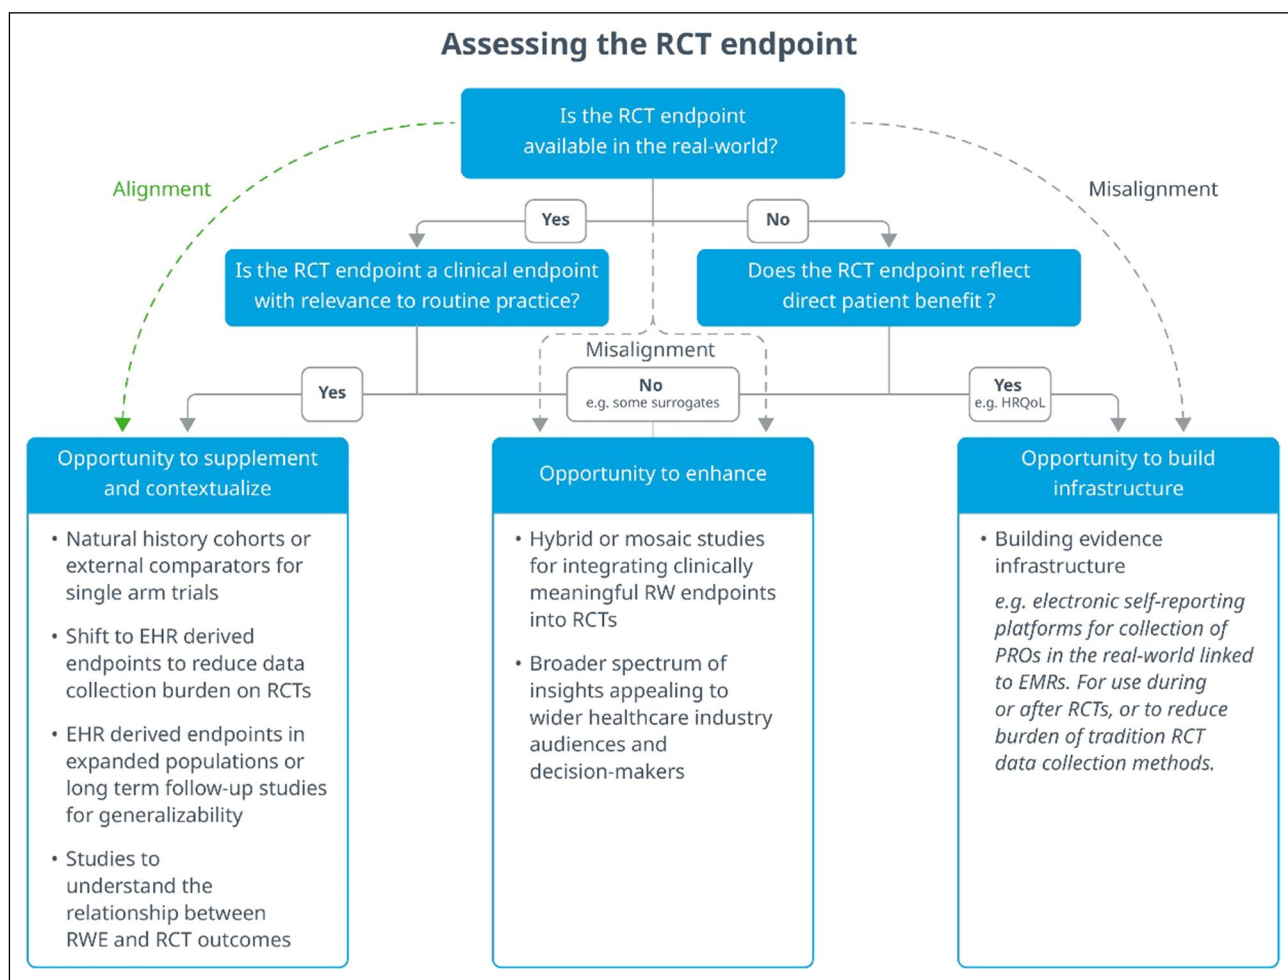 Assessing the RCT endpoint
Is the RCT endpoint
available in the real-world?
Alignment
Misalignment
Yes
No
Is the RCT endpoint a clinical endpoint
with relevance to routine practice?
Does the RCT endpoint reflect
direct patient benefit ?
Misalignment
Yes
No
e.g. some surrogates
Yes
e.g. HRQoL
Opportunity to supplement
and contextualize
• Natural history cohorts or
external comparators for
single arm trials
• Shift to EHR derived
endpoints to reduce data
collection burden on RCTs
• EHR derived endpoints in
expanded populations or
long term follow-up studies
for generalizability
• Studies to
understand the
relationship between
RWE and RCT outcomes
Opportunity to enhance
• Hybrid or mosaic studies
for integrating clinically
meaningful RW endpoints
into RCTs
• Broader spectrum of
insights appealing to
wider healthcare industry
audiences and
decision-makers
Opportunity to build
infrastructure
• Building evidence
infrastructure
e.g. electronic self-reporting
platforms for collection of
PROs in the real-world linked
to EMRs. For use during
or after RCTs, or to reduce
burden of tradition RCT
data collection methods.